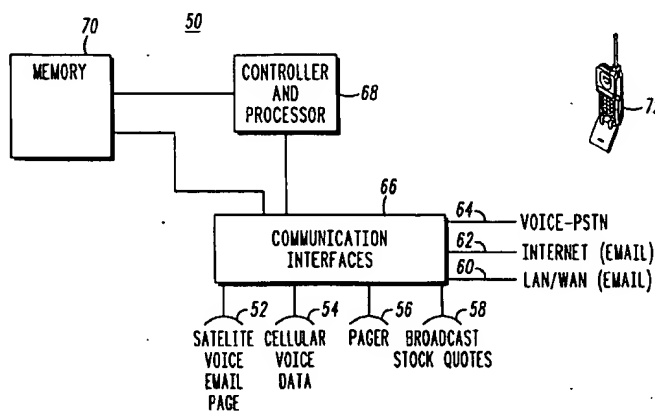 70
50
MEMORY
CONTROLLER
AND
PROCESSOR
68
66
COMMUNICATION
INTERFACES
64
VOICE-PSTN
62
INTERNET (EMAIL)
60
LAN/WAN (EMAIL)
52
SATELITE
VOICE
EMAIL
PAGE
54
CELLULAR
VOICE
DATA
56
PAGER
58
BROADCAST
STOCK QUOTES